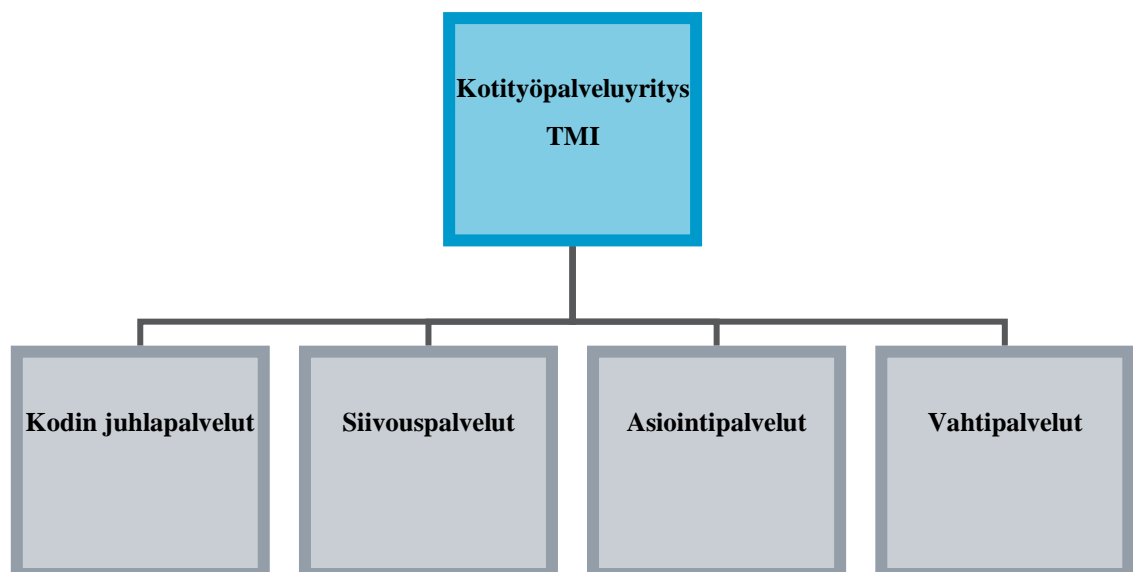 Kotityöpalveluyritys
TMI
Kodin juhlapalvelut
Siivouspalvelut
Asiointipalvelut
Vahtipalvelut